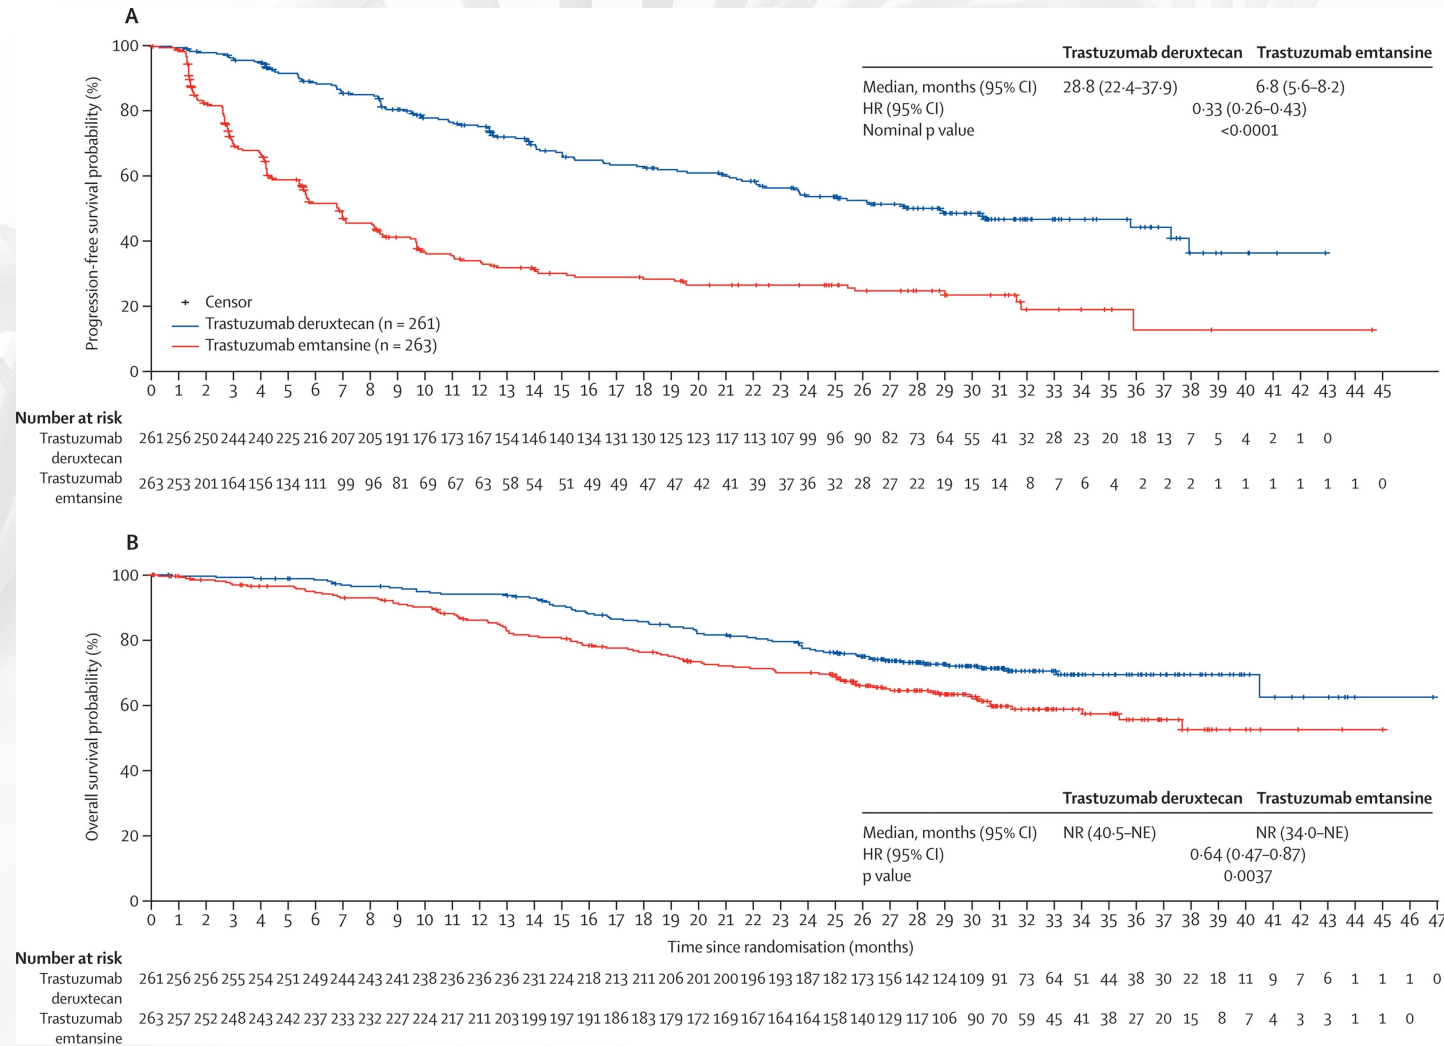 A
100
80
60
40
20
0
Progression-free survival probability (%)
Trastuzumab deruxtecan Trastuzumab emtansine
Median, months (95% CI) 28·8 (22·4–37·9) 6·8 (5·6–8·2)
HR (95% CI) 0·33 (0·26–0·43)
Nominal p value <0·0001
Censor
Trastuzumab deruxtecan (n = 261)
Trastuzumab emtansine (n = 263)
0 1 2 3 4 5 6 7 8 9 10 11 12 13 14 15 16 17 18 19 20 21 22 23 24 25 26 27 28 29 30 31 32 33 34 35 36 37 38 39 40 41 42 43 44 45
Number at risk
Trastuzumab deruxtecan 261 256 250 244 240 225 216 207 205 191 176 173 167 154 146 140 134 131 130 125 123 117 113 107 99 96 90 82 73 64 55 41 32 28 23 20 18 13 7 5 4 2 1 0
Trastuzumab emtansine 263 253 201 164 156 134 111 99 96 81 69 67 63 58 54 51 49 49 47 47 42 41 39 37 36 32 28 27 22 19 15 14 8 7 6 4 2 2 2 1 1 1 1 1 1 0
B
100
80
60
40
20
0
Overall survival probability (%)
Trastuzumab deruxtecan Trastuzumab emtansine
Median, months (95% CI) NR (40·5–NE) NR (34·0–NE)
HR (95% CI) 0·64 (0·47–0·87)
p value 0·0037
0 1 2 3 4 5 6 7 8 9 10 11 12 13 14 15 16 17 18 19 20 21 22 23 24 25 26 27 28 29 30 31 32 33 34 35 36 37 38 39 40 41 42 43 44 45 46 47
Time since randomisation (months)
Number at risk
Trastuzumab deruxtecan 261 256 256 255 254 251 249 244 243 241 238 236 236 236 231 224 218 213 211 206 201 200 196 193 187 182 173 156 142 124 109 91 73 64 51 44 38 30 22 18 11 9 7 6 1 1 1 0
Trastuzumab emtansine 263 257 252 248 243 242 237 233 232 227 224 217 211 203 199 197 191 186 183 179 172 169 167 164 164 158 140 129 117 106 90 70 59 45 41 38 27 20 15 8 7 4 3 3 1 1 0